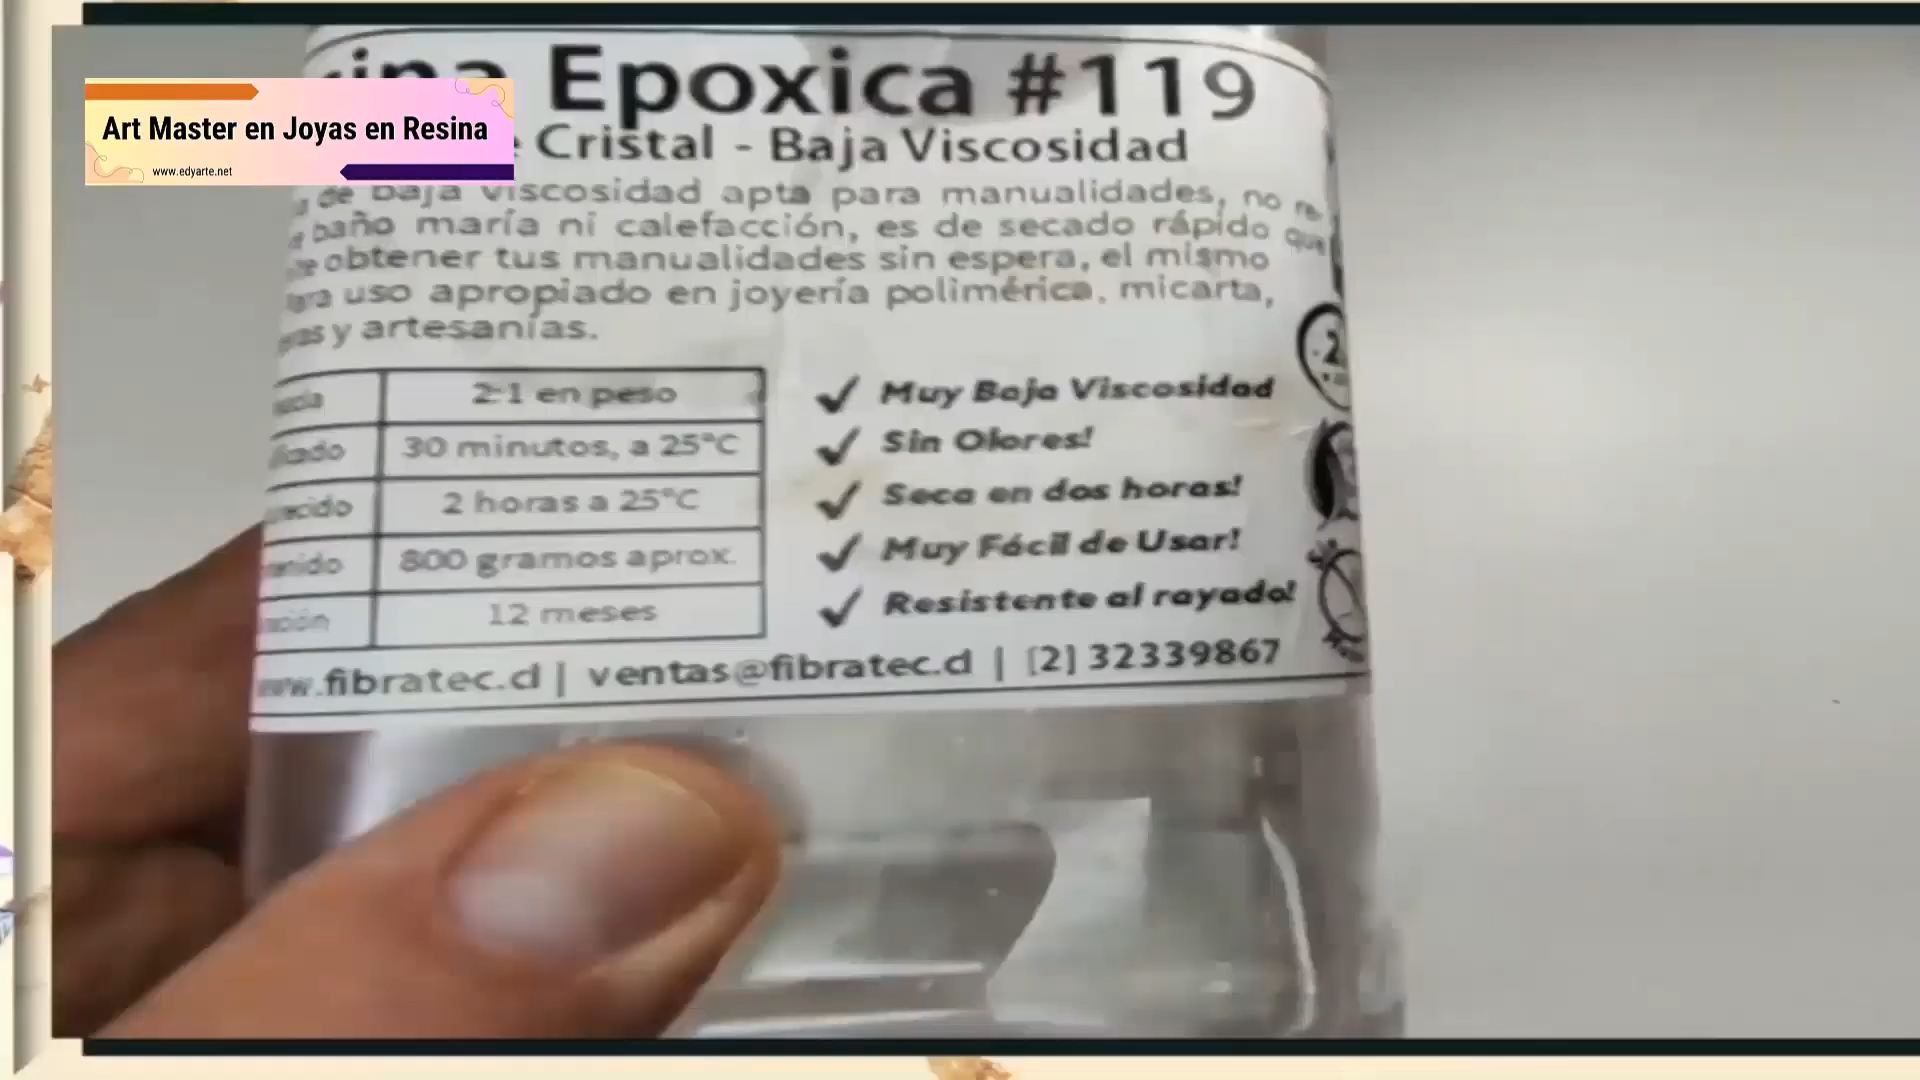 Epoxica #119
Art Master en Joyas en Resina
www.edyarte.net
Cristal - Baja Viscosidad
de baja viscosidad apta para manualidades, no
baño maría ni calefacción, es de secado rápido que
obtener tus manualidades sin espera, el mismo
uso apropiado en joyería polimérica, micarta,
y artesanías.
2:1 en peso
30 minutos, a 25°C
2 horas a 25°C
800 gramos aprox.
12 meses
✓ Muy Baja Viscosidad
✓ Sin Olores!
✓ Seca en dos horas!
✓ Muy Fácil de Usar!
✓ Resistente al rayado!
www.fibratec.cl | ventas@fibratec.cl | [2] 32339867